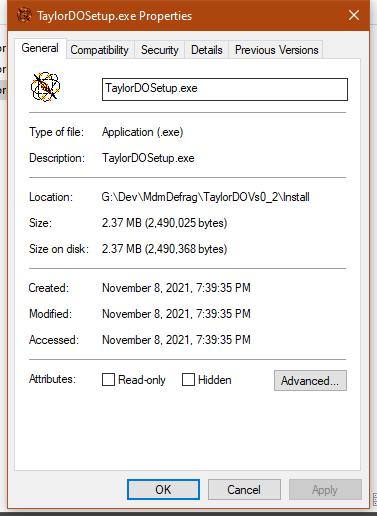 TaylorDOSetup.exe Properties
General Compatibility Security Details Previous Versions
TaylorDOSetup.exe
Type of file: Application (.exe)
Description: TaylorDOSetup.exe
Location: G:\Dev\MdmDefrag\TaylorDOVs0_2\Install
Size: 2.37 MB (2,490,025 bytes)
Size on disk: 2.37 MB (2,490,368 bytes)
Created: November 8, 2021, 7:39:35 PM
Modified: November 8, 2021, 7:39:35 PM
Accessed: November 8, 2021, 7:39:35 PM
Attributes: Read-only Hidden Advanced...
OK Cancel Apply